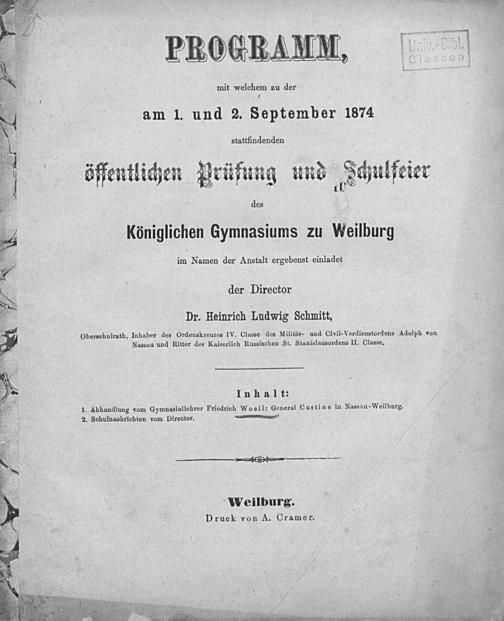 PROGRAMM,
Univ.-Bibl.
Giessen
mit welchem zu der
am 1. und 2. September 1874
stattfindenden
öffentlichen Prüfung und Schulfeier
des
Königlichen Gymnasiums zu Weilburg
im Namen der Anstalt ergebenst einladet
der Director
Dr. Heinrich Ludwig Schmitt,
Oberschulrath, Inhaber des Ordenskreuzes IV. Classe des Militär- und Civil-Verdienstordens Adolph von
Nassau und Ritter des Kaiserlich Russischen St. Stanislausordens II. Classe.
Inhalt:
1. Abhandlung vom Gymnasiallehrer Friedrich Woell: General Custine in Nassau-Weilburg.
2. Schulnachrichten vom Director.
Weilburg.
Druck von A. Cramer.